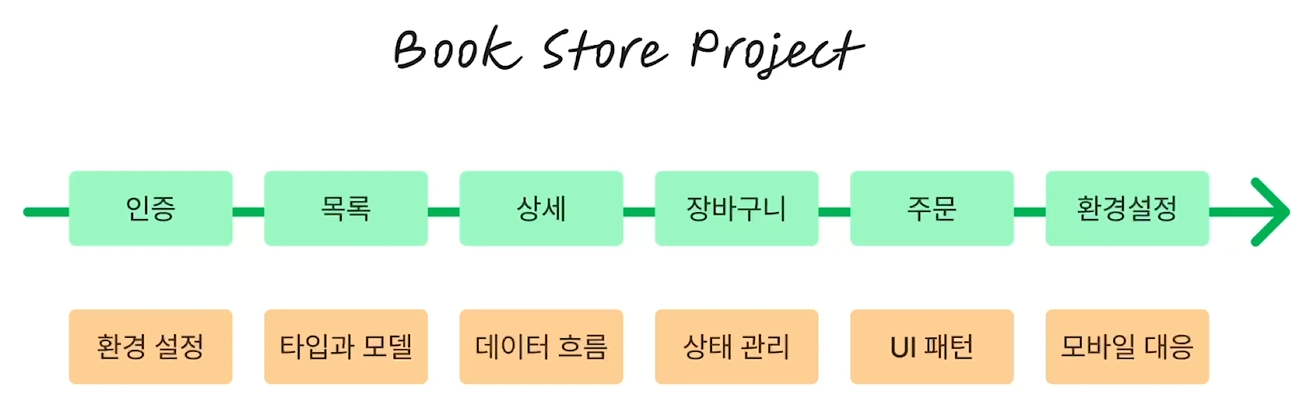 Book Store Project
인증 목록 상세 장바구니 주문 환경설정
환경 설정 타입과 모델 데이터 흐름 상태 관리 UI 패턴 모바일 대응